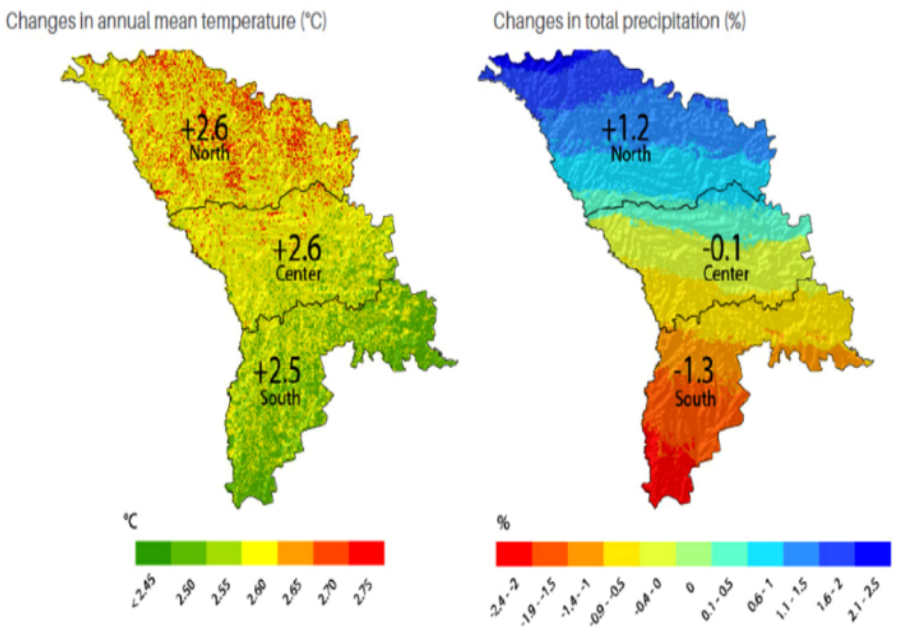 Changes in annual mean temperature (°C)
Changes in total precipitation (%)
+2.6
North
+2.6
Center
+2.5
South
+1.2
North
-0.1
Center
-1.3
South
°C
< 2.45
2.50
2.55
2.60
2.65
2.70
2.75
%
-2.4 - -2
-1.9 - -1.5
-1.4 - -1
-0.9 - -0.5
-0.4 - 0
0
0.1 - 0.5
0.6 - 1
1.1 - 1.5
1.6 - 2
2.1 - 2.5